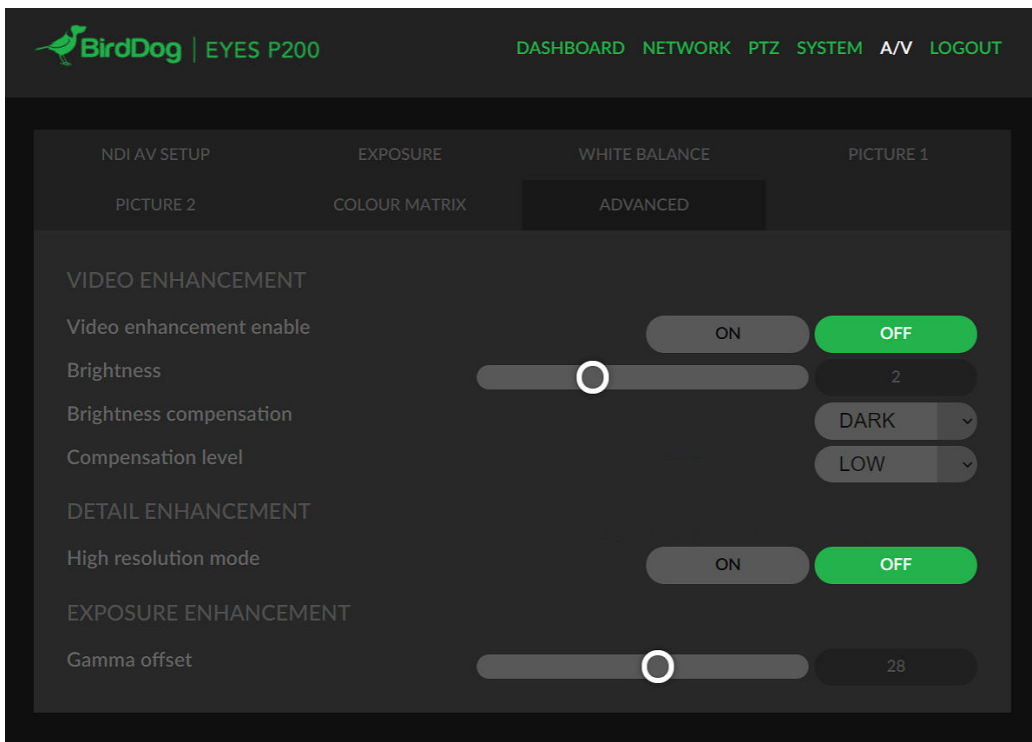 BirdDog | EYES P200
DASHBOARD NETWORK PTZ SYSTEM A/V LOGOUT
NDI AV SETUP EXPOSURE WHITE BALANCE PICTURE 1
PICTURE 2 COLOUR MATRIX ADVANCED
VIDEO ENHANCEMENT
Video enhancement enable ON OFF
Brightness 2
Brightness compensation DARK
Compensation level LOW
DETAIL ENHANCEMENT
High resolution mode ON OFF
EXPOSURE ENHANCEMENT
Gamma offset 28